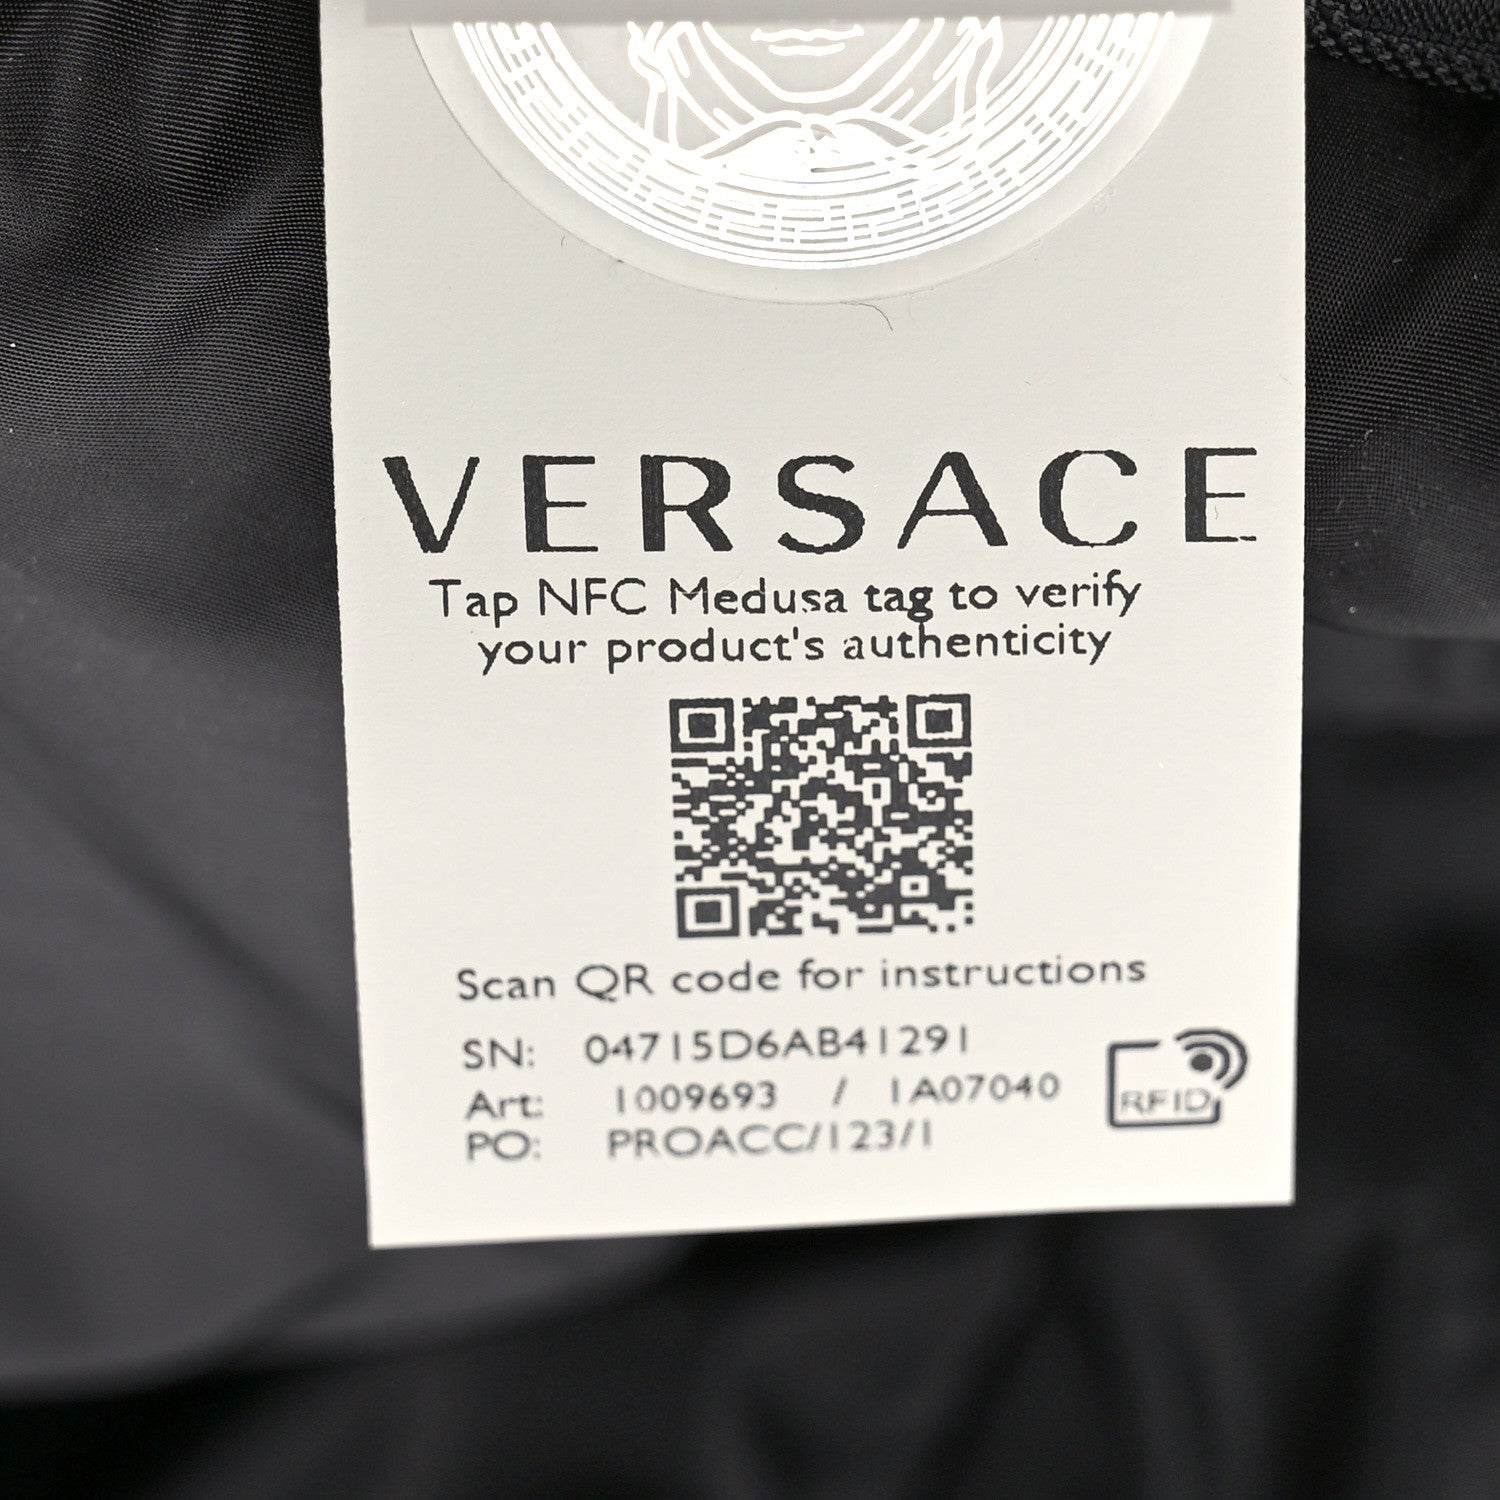 VERSACE
Tap NFC Medusa tag to verify
your product's authenticity
Scan QR code for instructions
SN: 04715D6AB41291
Art: 1009693 / 1A07040
PO: PROACC/123/1
RFID